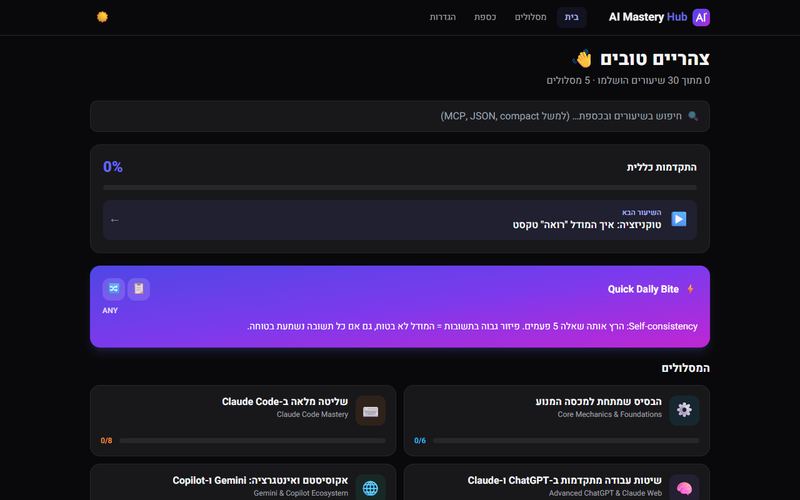 AI AI Mastery Hub
בית
מסלולים
כספת
הגדרות
צהריים טובים
0 מתוך 30 שיעורים הושלמו · 5 מסלולים
חיפוש בשיעורים ובכספת... (למשל MCP, JSON, compact)
התקדמות כללית
0%
השיעור הבא
טוקניזציה: איך המודל "רואה" טקסט
←
Quick Daily Bite
ANY
Self-consistency: הרץ אותה שאלה 5 פעמים. פיזור גבוה בתשובות = המודל לא בטוח, גם אם כל תשובה נשמעת בטוחה.
המסלולים
הבסיס שמתחת למכסה המנוע
Core Mechanics & Foundations
0/6
שליטה מלאה ב-Claude Code
Claude Code Mastery
0/8
שיטות עבודה מתקדמות ב-ChatGPT ו-Claude
Advanced ChatGPT & Claude Web
אקוסיסטם ואינטגרציה: Gemini ו-Copilot
Gemini & Copilot Ecosystem